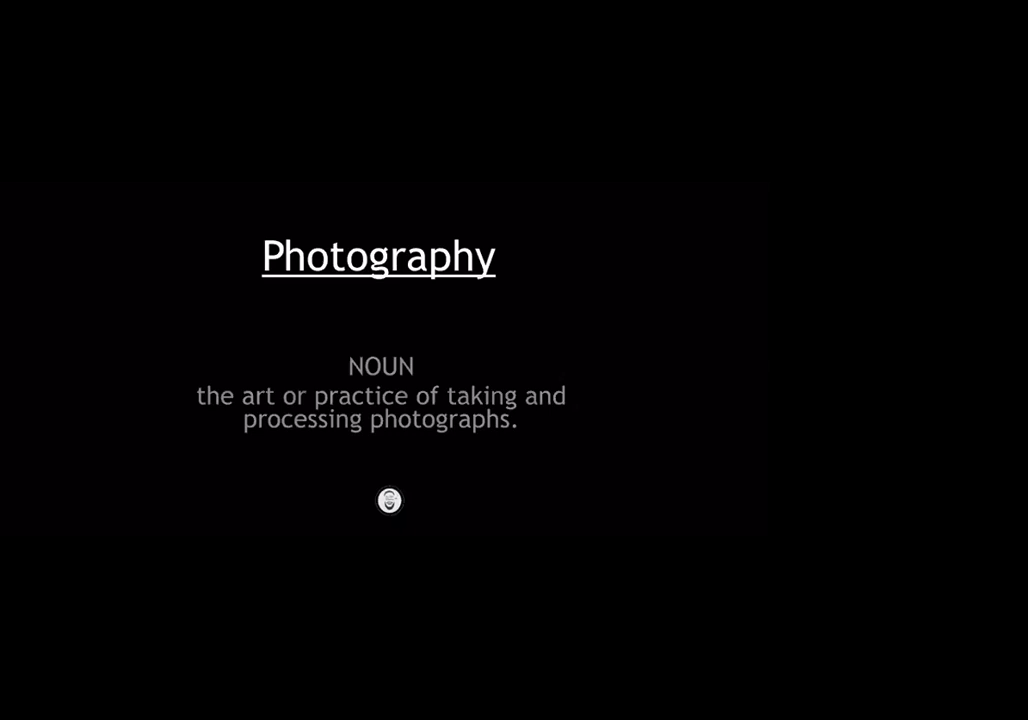 Photography
NOUN
the art or practice of taking and
processing photographs.